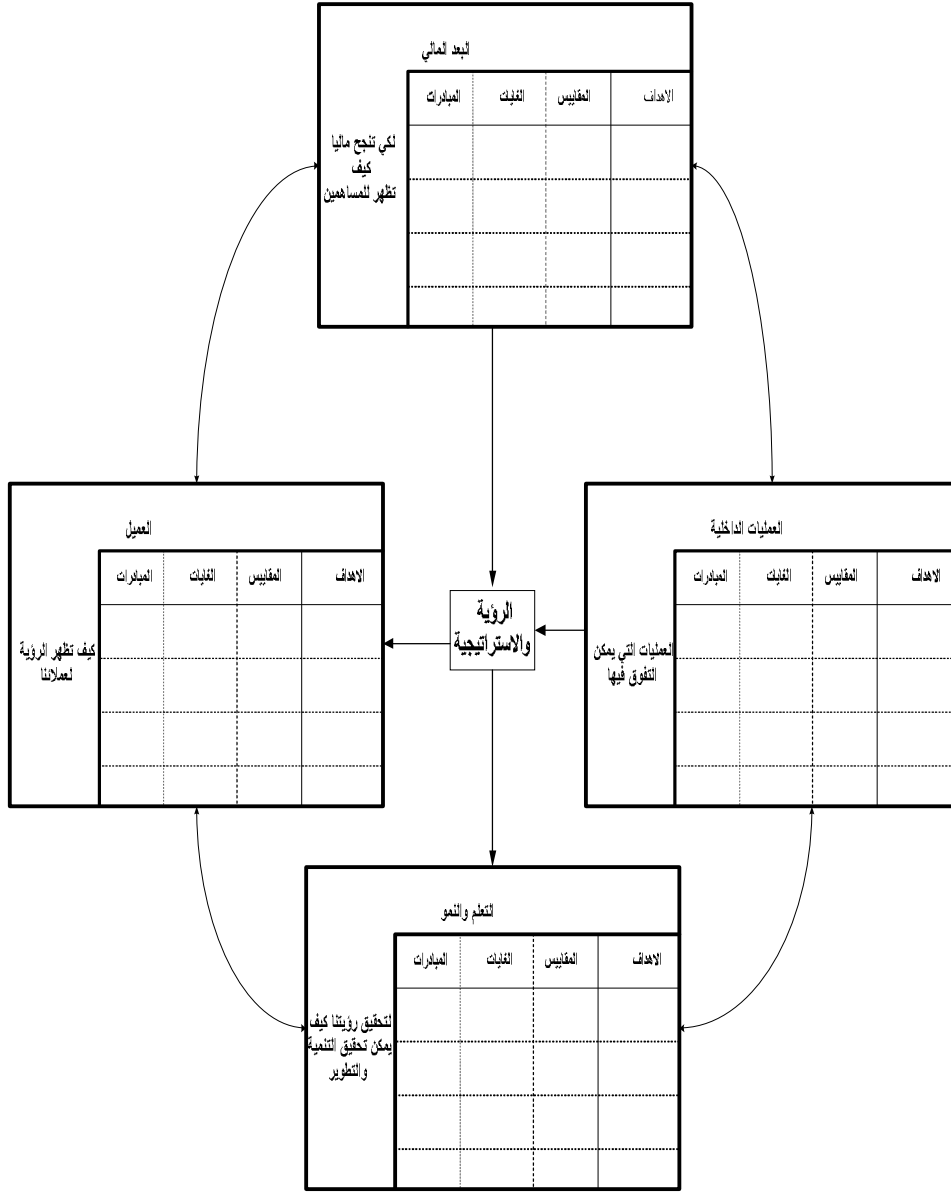 البعد المالي
الاهداف المقاييس الغايات المبادرات
لكي تنجح ماليا
كيف
تظهر للمساهمين
العمليات الداخلية
الاهداف المقاييس الغايات المبادرات
العمليات التي يمكن
التفوق فيها
الرؤية
والاستراتيجية
العميل
الاهداف المقاييس الغايات المبادرات
كيف تظهر الرؤية
لعملائنا
التعلم والنمو
الاهداف المقاييس الغايات المبادرات
لتحقيق رؤيتنا كيف
يمكن تحقيق التنمية
والتطوير